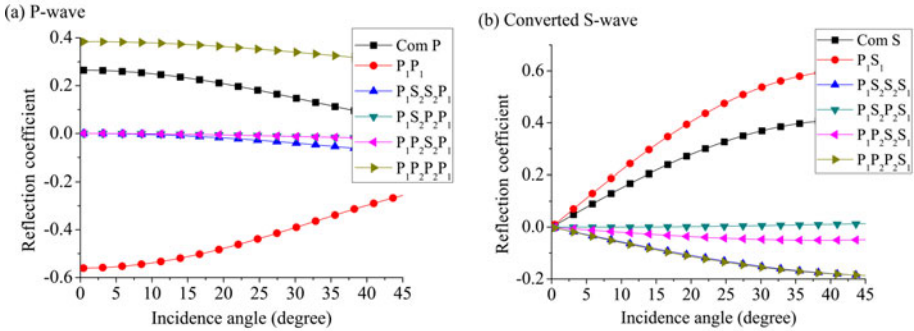 (a) P-wave
Reflection coefficient
0.4
0.2
0.0
-0.2
-0.4
-0.6
0 5 10 15 20 25 30 35 40 45
Incidence angle (degree)
Com P
P₁P₁
P₁S₂S₂P₁
P₁S₂P₂P₁
P₁P₂S₂P₁
P₁P₂P₂P₁
(b) Converted S-wave
Reflection coefficient
0.6
0.4
0.2
0.0
-0.2
0 5 10 15 20 25 30 35 40 45
Incidence angle (degree)
Com S
P₁S₁
P₁S₂S₂S₁
P₁S₂P₂S₁
P₁P₂S₂S₁
P₁P₂P₂S₁